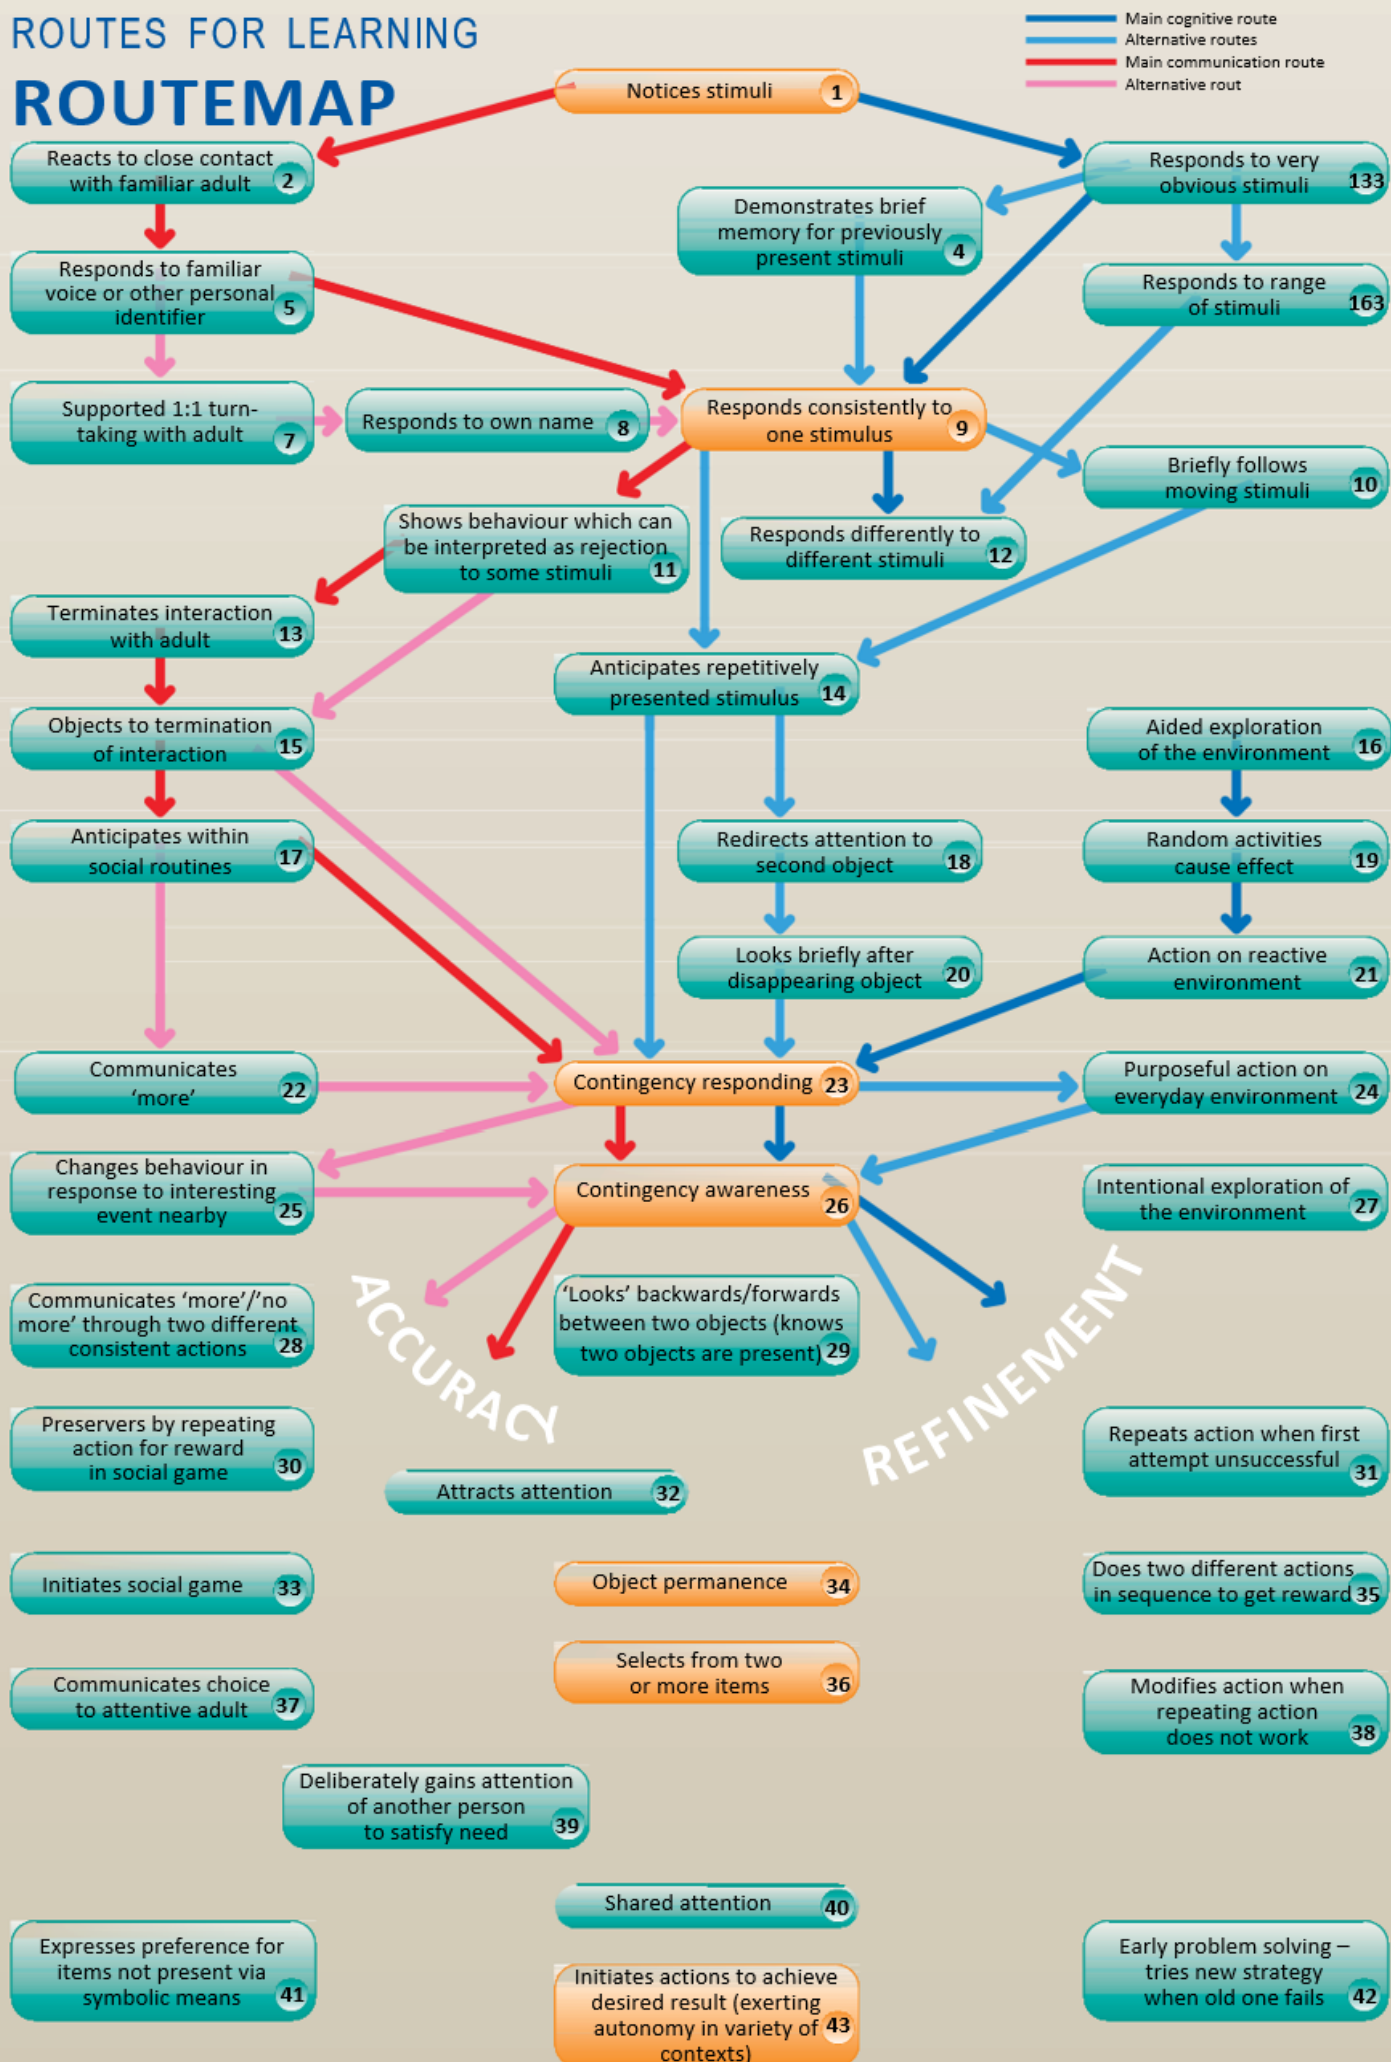 ROUTES FOR LEARNING
ROUTEMAP
Main cognitive route
Alternative routes
Main communication route
Alternative rout
Notices stimuli 1
Reacts to close contact
with familiar adult 2
Responds to very
obvious stimuli 133
Demonstrates brief
memory for previously
present stimuli 4
Responds to familiar
voice or other personal
identifier 5
Responds to range
of stimuli 163
Supported 1:1 turn-
taking with adult 7
Responds to own name 8
Responds consistently to
one stimulus 9
Briefly follows
moving stimuli 10
Shows behaviour which can
be interpreted as rejection
to some stimuli 11
Responds differently to
different stimuli 12
Terminates interaction
with adult 13
Anticipates repetitively
presented stimulus 14
Objects to termination
of interaction 15
Aided exploration
of the environment 16
Anticipates within
social routines 17
Redirects attention to
second object 18
Random activities
cause effect 19
Looks briefly after
disappearing object 20
Action on reactive
environment 21
Communicates
‘more’ 22
Contingency responding 23
Purposeful action on
everyday environment 24
Changes behaviour in
response to interesting
event nearby 25
Contingency awareness 26
Intentional exploration of
the environment 27
ACCURACY
REFINEMENT
Communicates ‘more’/’no
more’ through two different
consistent actions 28
‘Looks’ backwards/forwards
between two objects (knows
two objects are present) 29
Preservers by repeating
action for reward
in social game 30
Repeats action when first
attempt unsuccessful 31
Attracts attention 32
Initiates social game 33
Object permanence 34
Does two different actions
in sequence to get reward 35
Selects from two
or more items 36
Communicates choice
to attentive adult 37
Modifies action when
repeating action
does not work 38
Deliberately gains attention
of another person
to satisfy need 39
Shared attention 40
Expresses preference for
items not present via
symbolic means 41
Early problem solving –
tries new strategy
when old one fails 42
Initiates actions to achieve
desired result (exerting
autonomy in variety of 43
contexts)